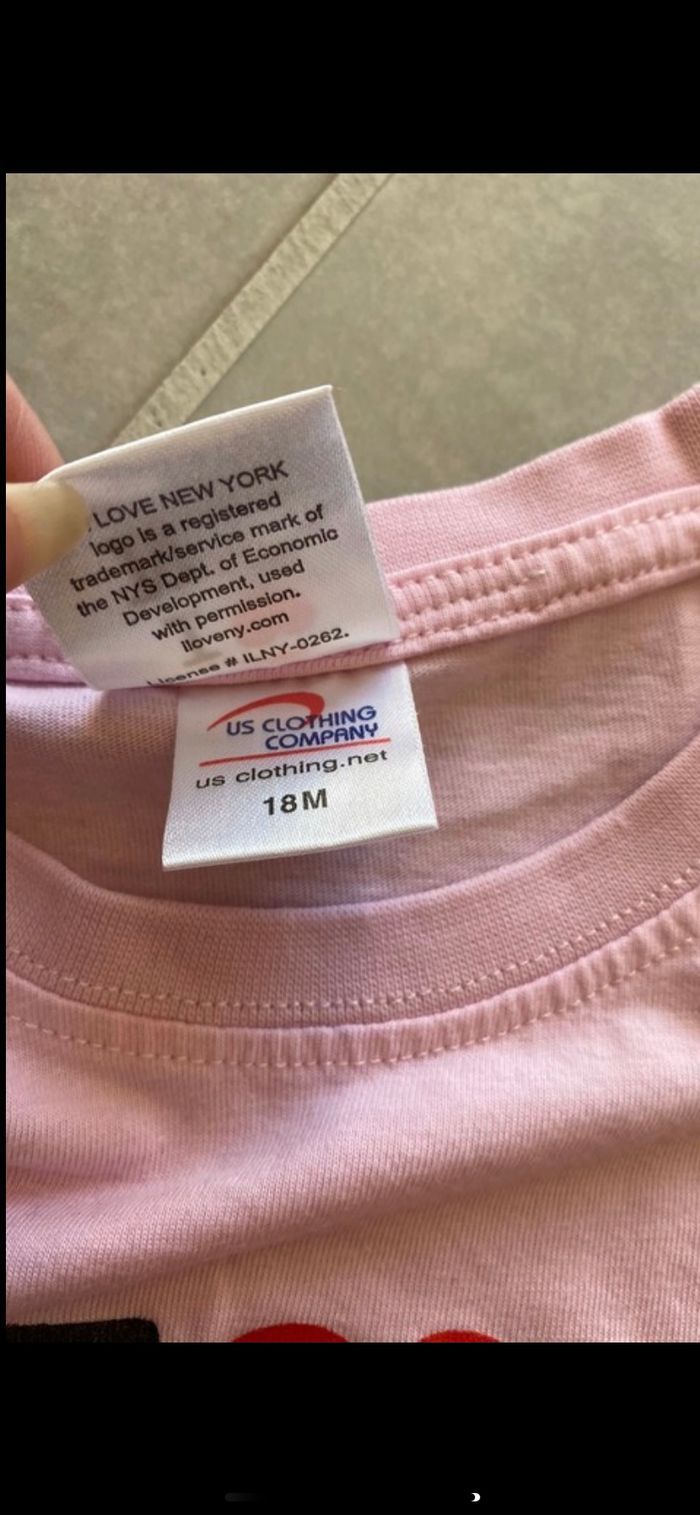 LOVE NEW YORK
logo is a registered
trademark/service mark of
the NYS Dept. of Economic
Development, used
with permission.
iloveny.com
License # ILNY-0262.
US CLOTHING
COMPANY
us clothing.net
18M